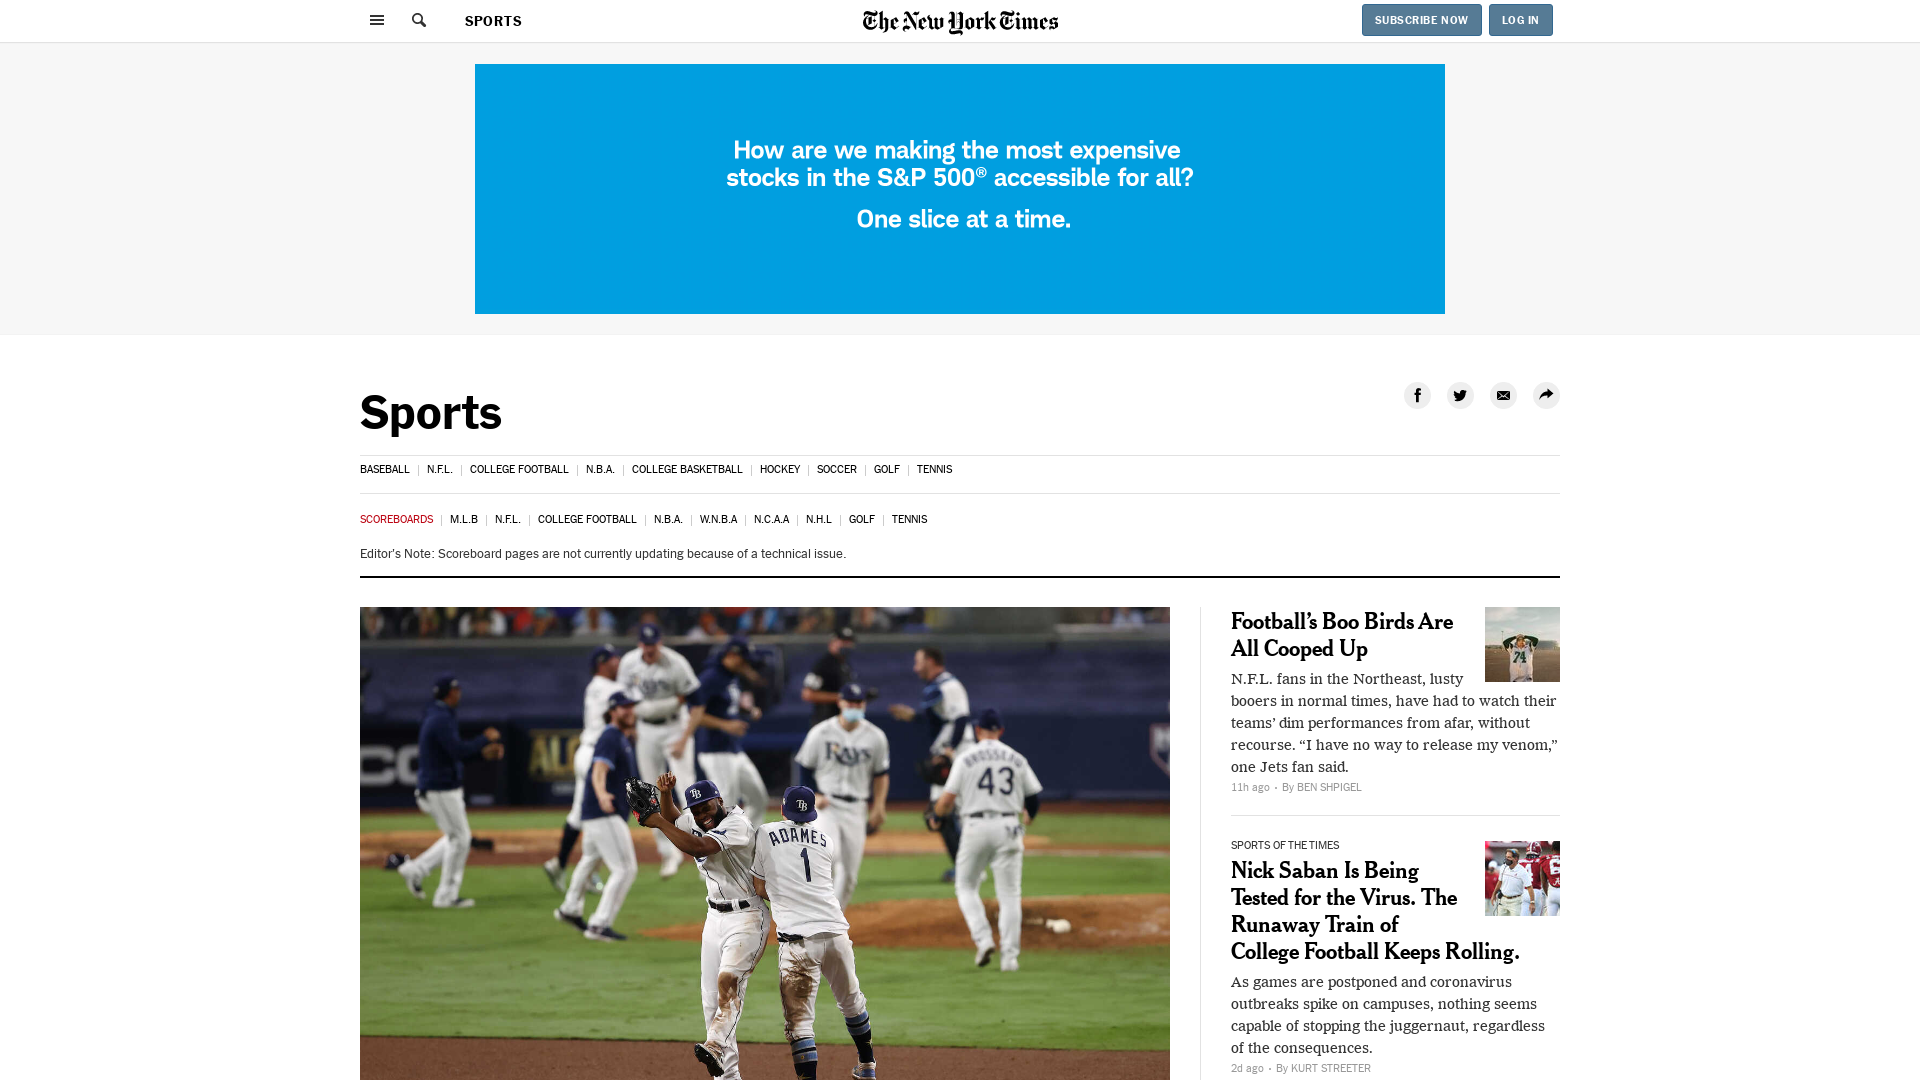 SPORTS
The New York Times
SUBSCRIBE NOW
LOG IN
How are we making the most expensive
stocks in the S&P 500® accessible for all?
One slice at a time.
Sports
BASEBALL | N.F.L. | COLLEGE FOOTBALL | N.B.A. | COLLEGE BASKETBALL | HOCKEY | SOCCER | GOLF | TENNIS
SCOREBOARDS | M.L.B | N.F.L. | COLLEGE FOOTBALL | N.B.A. | W.N.B.A | N.C.A.A | N.H.L | GOLF | TENNIS
Editor's Note: Scoreboard pages are not currently updating because of a technical issue.
RAYS
BROSSEAU
43
TB
TB
ADAMES
1
Football’s Boo Birds Are
All Cooped Up
74
N.F.L. fans in the Northeast, lusty
booers in normal times, have had to watch their
teams’ dim performances from afar, without
recourse. “I have no way to release my venom,”
one Jets fan said.
11h ago · By BEN SHPIGEL
SPORTS OF THE TIMES
Nick Saban Is Being
Tested for the Virus. The
Runaway Train of
College Football Keeps Rolling.
As games are postponed and coronavirus
outbreaks spike on campuses, nothing seems
capable of stopping the juggernaut, regardless
of the consequences.
2d ago · By KURT STREETER